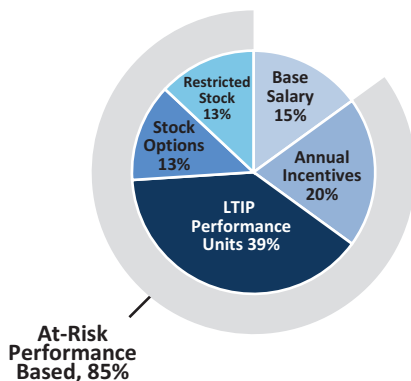 Restricted
Stock
13%
Base
Salary
15%
Stock
Options
13%
Annual
Incentives
20%
LTIP
Performance
Units 39%
At-Risk
Performance
Based, 85%